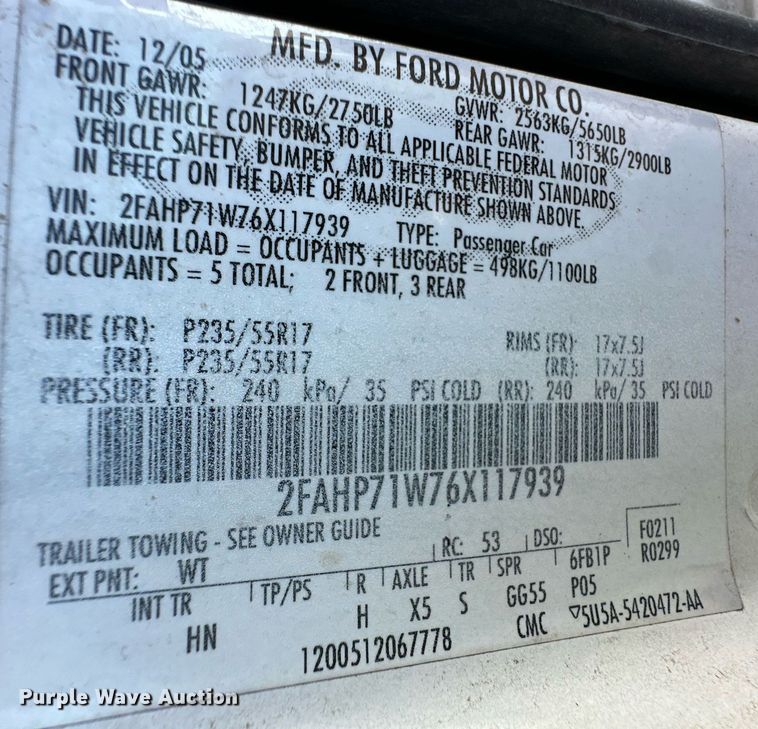 MFD. BY FORD MOTOR CO.
DATE: 12/05
GVWR: 2563KG/5650LB
FRONT GAWR: 1247KG/2750LB
REAR GAWR: 1315KG/2900LB
THIS VEHICLE CONFORMS TO ALL APPLICABLE FEDERAL MOTOR
VEHICLE SAFETY, BUMPER, AND THEFT PREVENTION STANDARDS
IN EFFECT ON THE DATE OF MANUFACTURE SHOWN ABOVE.
VIN: 2FAHP71W76X117939 TYPE: Passenger Car
MAXIMUM LOAD = OCCUPANTS + LUGGAGE = 498KG/1100LB
OCCUPANTS = 5 TOTAL; 2 FRONT, 3 REAR
TIRE (FR): P235/55R17 RIMS (FR): 17x7.5J
(RR): P235/55R17 (RR): 17x7.5J
PRESSURE (FR): 240 kPa/ 35 PSI COLD (RR): 240 kPa/ 35 PSI COLD
2FAHP71W76X117939
TRAILER TOWING - SEE OWNER GUIDE
EXT PNT: WT RC: 53 DSO: F0211
INT TR TP/PS R AXLE TR SPR 6FB1P R0299
HN H X5 S GG55 P05
1200512067778 CMC ▽5U5A-5420472-AA
Purple Wave Auction